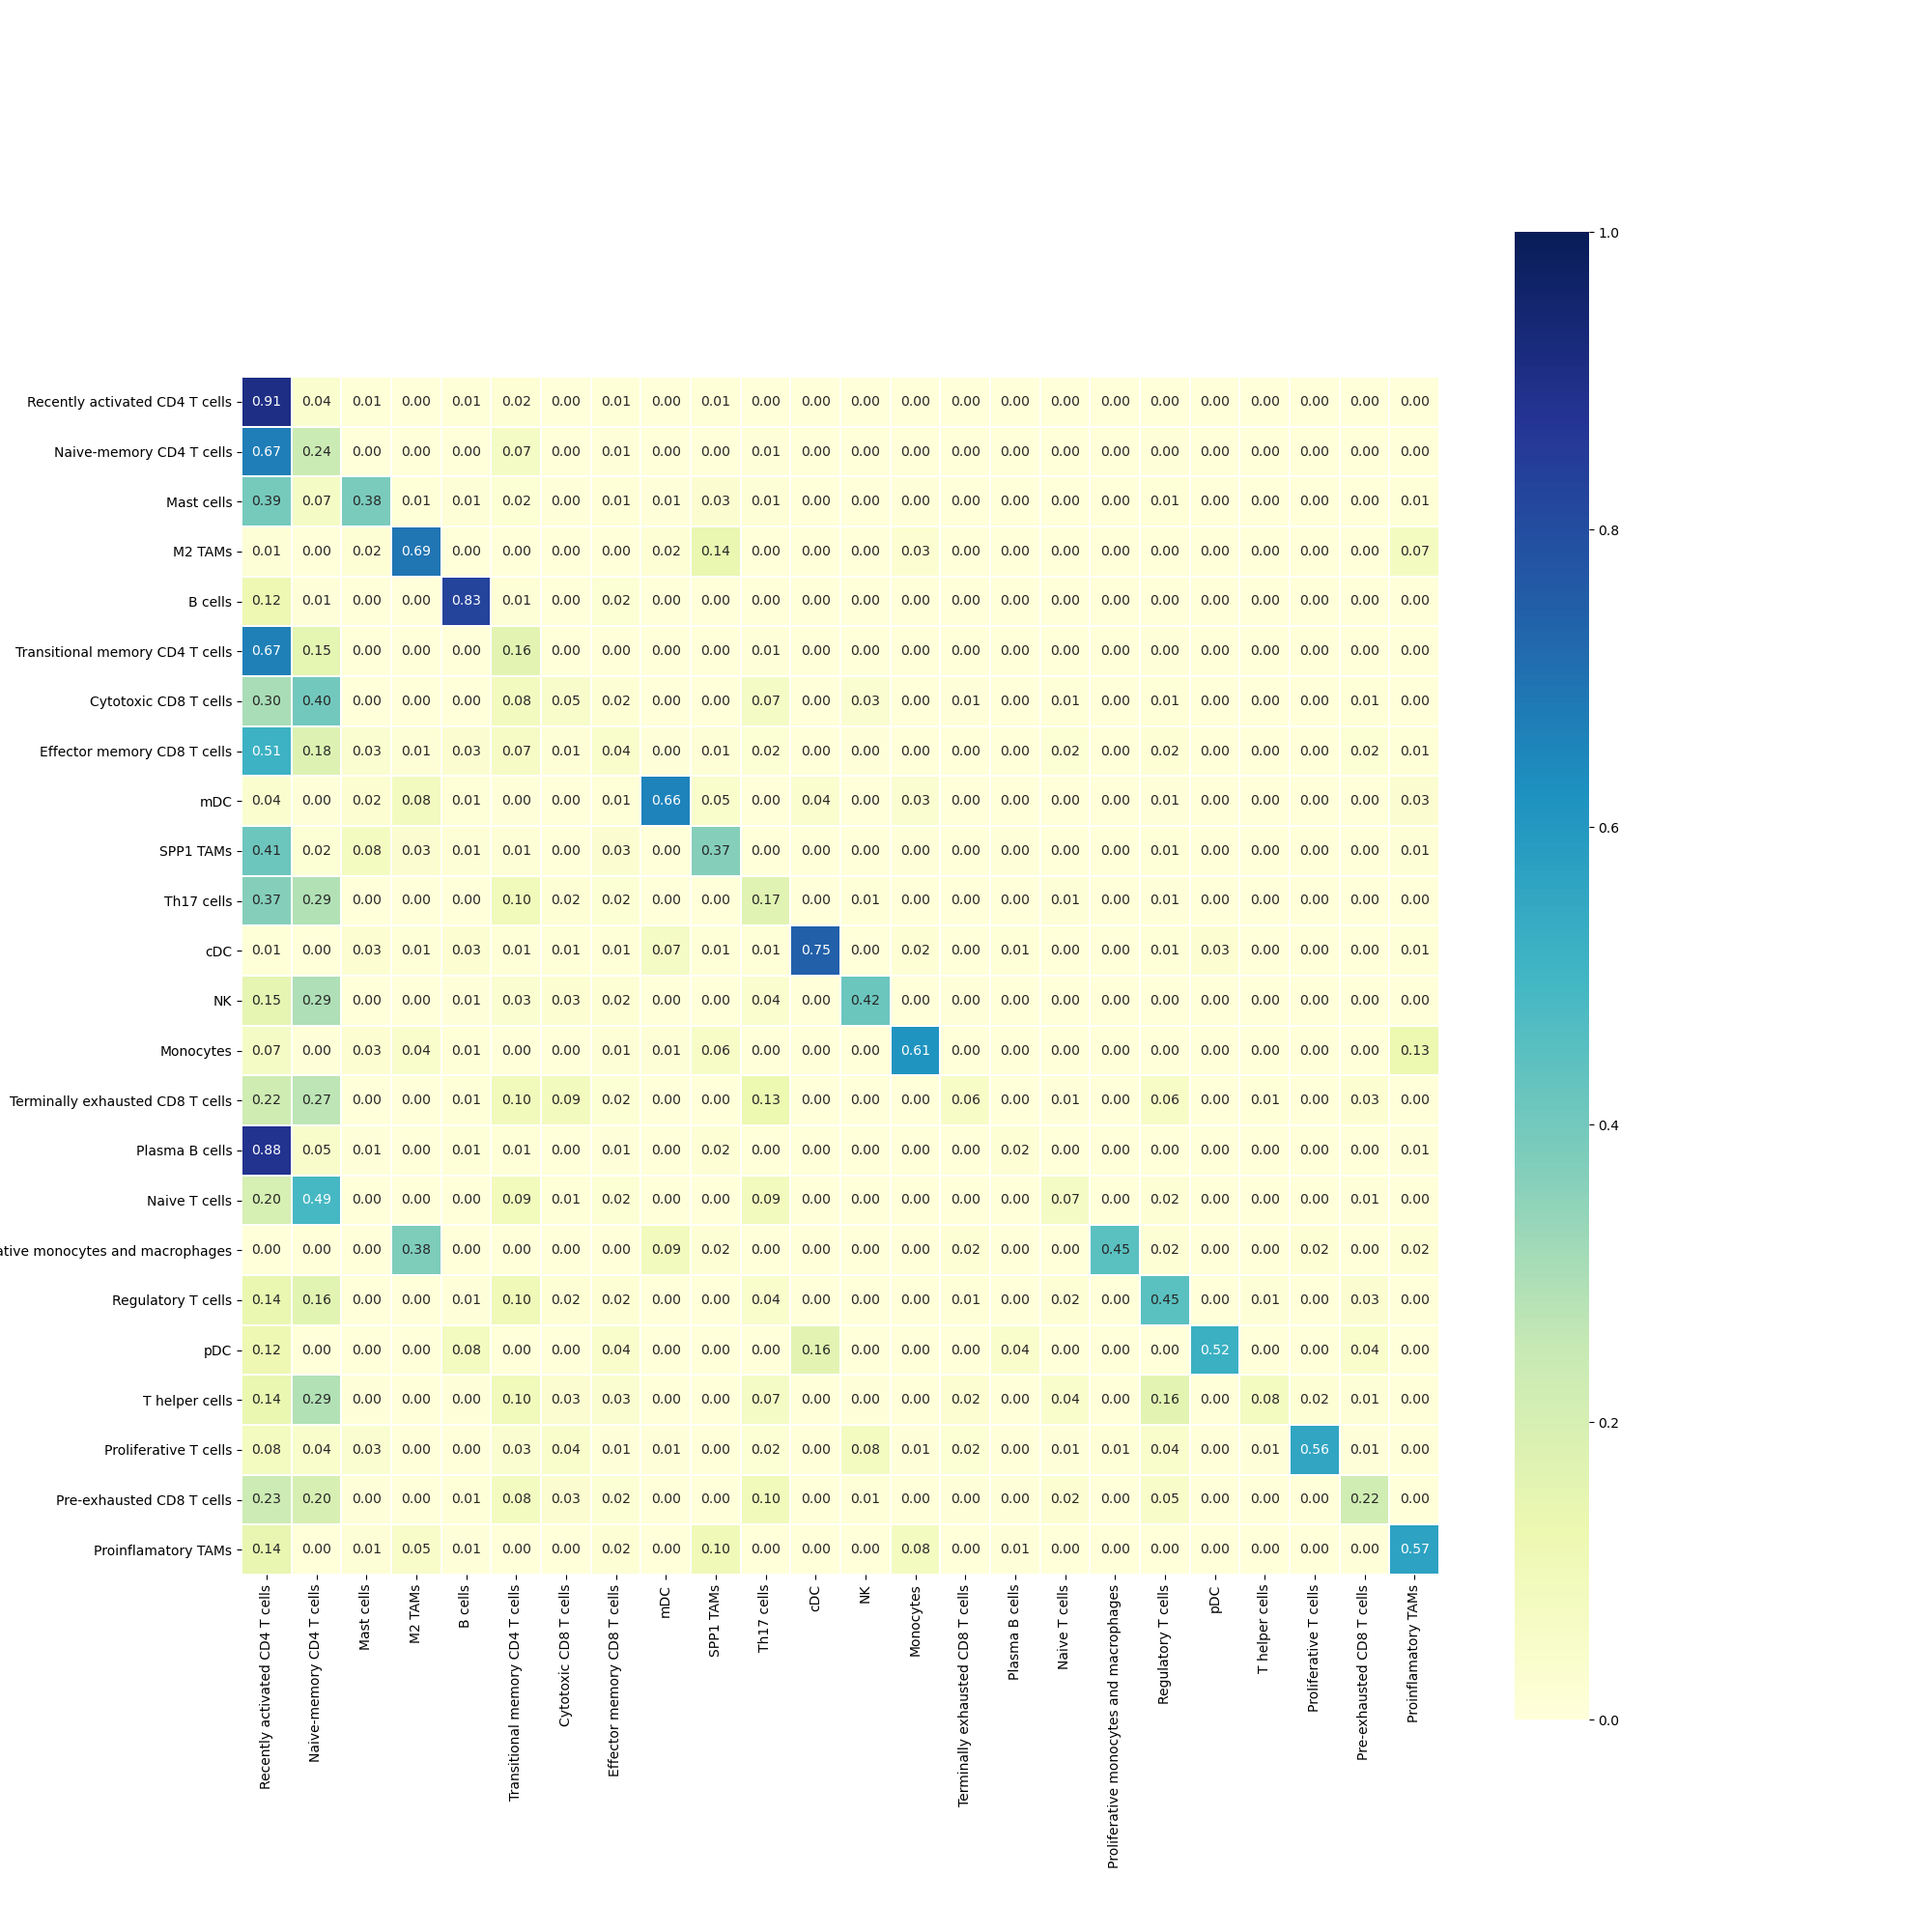 1.0
Recently activated CD4 T cells 0.91 0.04 0.01 0.00 0.01 0.02 0.00 0.01 0.00 0.01 0.00 0.00 0.00 0.00 0.00 0.00 0.00 0.00 0.00 0.00 0.00 0.00 0.00 0.00
Naive-memory CD4 T cells 0.67 0.24 0.00 0.00 0.00 0.07 0.00 0.01 0.00 0.00 0.01 0.00 0.00 0.00 0.00 0.00 0.00 0.00 0.00 0.00 0.00 0.00 0.00 0.00
Mast cells 0.39 0.07 0.38 0.01 0.01 0.02 0.00 0.01 0.01 0.03 0.01 0.00 0.00 0.00 0.00 0.00 0.00 0.00 0.01 0.00 0.00 0.00 0.00 0.01
0.8
M2 TAMs 0.01 0.00 0.02 0.69 0.00 0.00 0.00 0.00 0.02 0.14 0.00 0.00 0.00 0.03 0.00 0.00 0.00 0.00 0.00 0.00 0.00 0.00 0.00 0.07
B cells 0.12 0.01 0.00 0.00 0.83 0.01 0.00 0.02 0.00 0.00 0.00 0.00 0.00 0.00 0.00 0.00 0.00 0.00 0.00 0.00 0.00 0.00 0.00 0.00
Transitional memory CD4 T cells 0.67 0.15 0.00 0.00 0.00 0.16 0.00 0.00 0.00 0.00 0.01 0.00 0.00 0.00 0.00 0.00 0.00 0.00 0.00 0.00 0.00 0.00 0.00 0.00
Cytotoxic CD8 T cells 0.30 0.40 0.00 0.00 0.00 0.08 0.05 0.02 0.00 0.00 0.07 0.00 0.03 0.00 0.01 0.00 0.01 0.00 0.01 0.00 0.00 0.00 0.01 0.00
Effector memory CD8 T cells 0.51 0.18 0.03 0.01 0.03 0.07 0.01 0.04 0.00 0.01 0.02 0.00 0.00 0.00 0.00 0.00 0.02 0.00 0.02 0.00 0.00 0.00 0.02 0.01
mDC 0.04 0.00 0.02 0.08 0.01 0.00 0.00 0.01 0.66 0.05 0.00 0.04 0.00 0.03 0.00 0.00 0.00 0.00 0.01 0.00 0.00 0.00 0.00 0.03
0.6
SPP1 TAMs 0.41 0.02 0.08 0.03 0.01 0.01 0.00 0.03 0.00 0.37 0.00 0.00 0.00 0.00 0.00 0.00 0.00 0.00 0.01 0.00 0.00 0.00 0.00 0.01
Th17 cells 0.37 0.29 0.00 0.00 0.00 0.10 0.02 0.02 0.00 0.00 0.17 0.00 0.01 0.00 0.00 0.00 0.01 0.00 0.01 0.00 0.00 0.00 0.00 0.00
cDC 0.01 0.00 0.03 0.01 0.03 0.01 0.01 0.01 0.07 0.01 0.01 0.75 0.00 0.02 0.00 0.01 0.00 0.00 0.01 0.03 0.00 0.00 0.00 0.01
NK 0.15 0.29 0.00 0.00 0.01 0.03 0.03 0.02 0.00 0.00 0.04 0.00 0.42 0.00 0.00 0.00 0.00 0.00 0.00 0.00 0.00 0.00 0.00 0.00
Monocytes 0.07 0.00 0.03 0.04 0.01 0.00 0.00 0.01 0.01 0.06 0.00 0.00 0.00 0.61 0.00 0.00 0.00 0.00 0.00 0.00 0.00 0.00 0.00 0.13
Terminally exhausted CD8 T cells 0.22 0.27 0.00 0.00 0.01 0.10 0.09 0.02 0.00 0.00 0.13 0.00 0.00 0.00 0.06 0.00 0.01 0.00 0.06 0.00 0.01 0.00 0.03 0.00
0.4
Plasma B cells 0.88 0.05 0.01 0.00 0.01 0.01 0.00 0.01 0.00 0.02 0.00 0.00 0.00 0.00 0.00 0.02 0.00 0.00 0.00 0.00 0.00 0.00 0.00 0.01
Naive T cells 0.20 0.49 0.00 0.00 0.00 0.09 0.01 0.02 0.00 0.00 0.09 0.00 0.00 0.00 0.00 0.00 0.07 0.00 0.02 0.00 0.00 0.00 0.01 0.00
ative monocytes and macrophages 0.00 0.00 0.00 0.38 0.00 0.00 0.00 0.00 0.09 0.02 0.00 0.00 0.00 0.00 0.02 0.00 0.00 0.45 0.02 0.00 0.00 0.02 0.00 0.02
Regulatory T cells 0.14 0.16 0.00 0.00 0.01 0.10 0.02 0.02 0.00 0.00 0.04 0.00 0.00 0.00 0.01 0.00 0.02 0.00 0.45 0.00 0.01 0.00 0.03 0.00
pDC 0.12 0.00 0.00 0.00 0.08 0.00 0.00 0.04 0.00 0.00 0.00 0.16 0.00 0.00 0.00 0.04 0.00 0.00 0.00 0.52 0.00 0.00 0.04 0.00
T helper cells 0.14 0.29 0.00 0.00 0.00 0.10 0.03 0.03 0.00 0.00 0.07 0.00 0.00 0.00 0.02 0.00 0.04 0.00 0.16 0.00 0.08 0.02 0.01 0.00
0.2
Proliferative T cells 0.08 0.04 0.03 0.00 0.00 0.03 0.04 0.01 0.01 0.00 0.02 0.00 0.08 0.01 0.02 0.00 0.01 0.01 0.04 0.00 0.01 0.56 0.01 0.00
Pre-exhausted CD8 T cells 0.23 0.20 0.00 0.00 0.01 0.08 0.03 0.02 0.00 0.00 0.10 0.00 0.01 0.00 0.00 0.00 0.02 0.00 0.05 0.00 0.00 0.00 0.22 0.00
Proinflamatory TAMs 0.14 0.00 0.01 0.05 0.01 0.00 0.00 0.02 0.00 0.10 0.00 0.00 0.00 0.08 0.00 0.01 0.00 0.00 0.00 0.00 0.00 0.00 0.00 0.57
0.0
Recently activated CD4 T cells
Naive-memory CD4 T cells
Mast cells
M2 TAMs
B cells
Transitional memory CD4 T cells
Cytotoxic CD8 T cells
Effector memory CD8 T cells
mDC
SPP1 TAMs
Th17 cells
cDC
NK
Monocytes
Terminally exhausted CD8 T cells
Plasma B cells
Naive T cells
Proliferative monocytes and macrophages
Regulatory T cells
pDC
T helper cells
Proliferative T cells
Pre-exhausted CD8 T cells
Proinflamatory TAMs